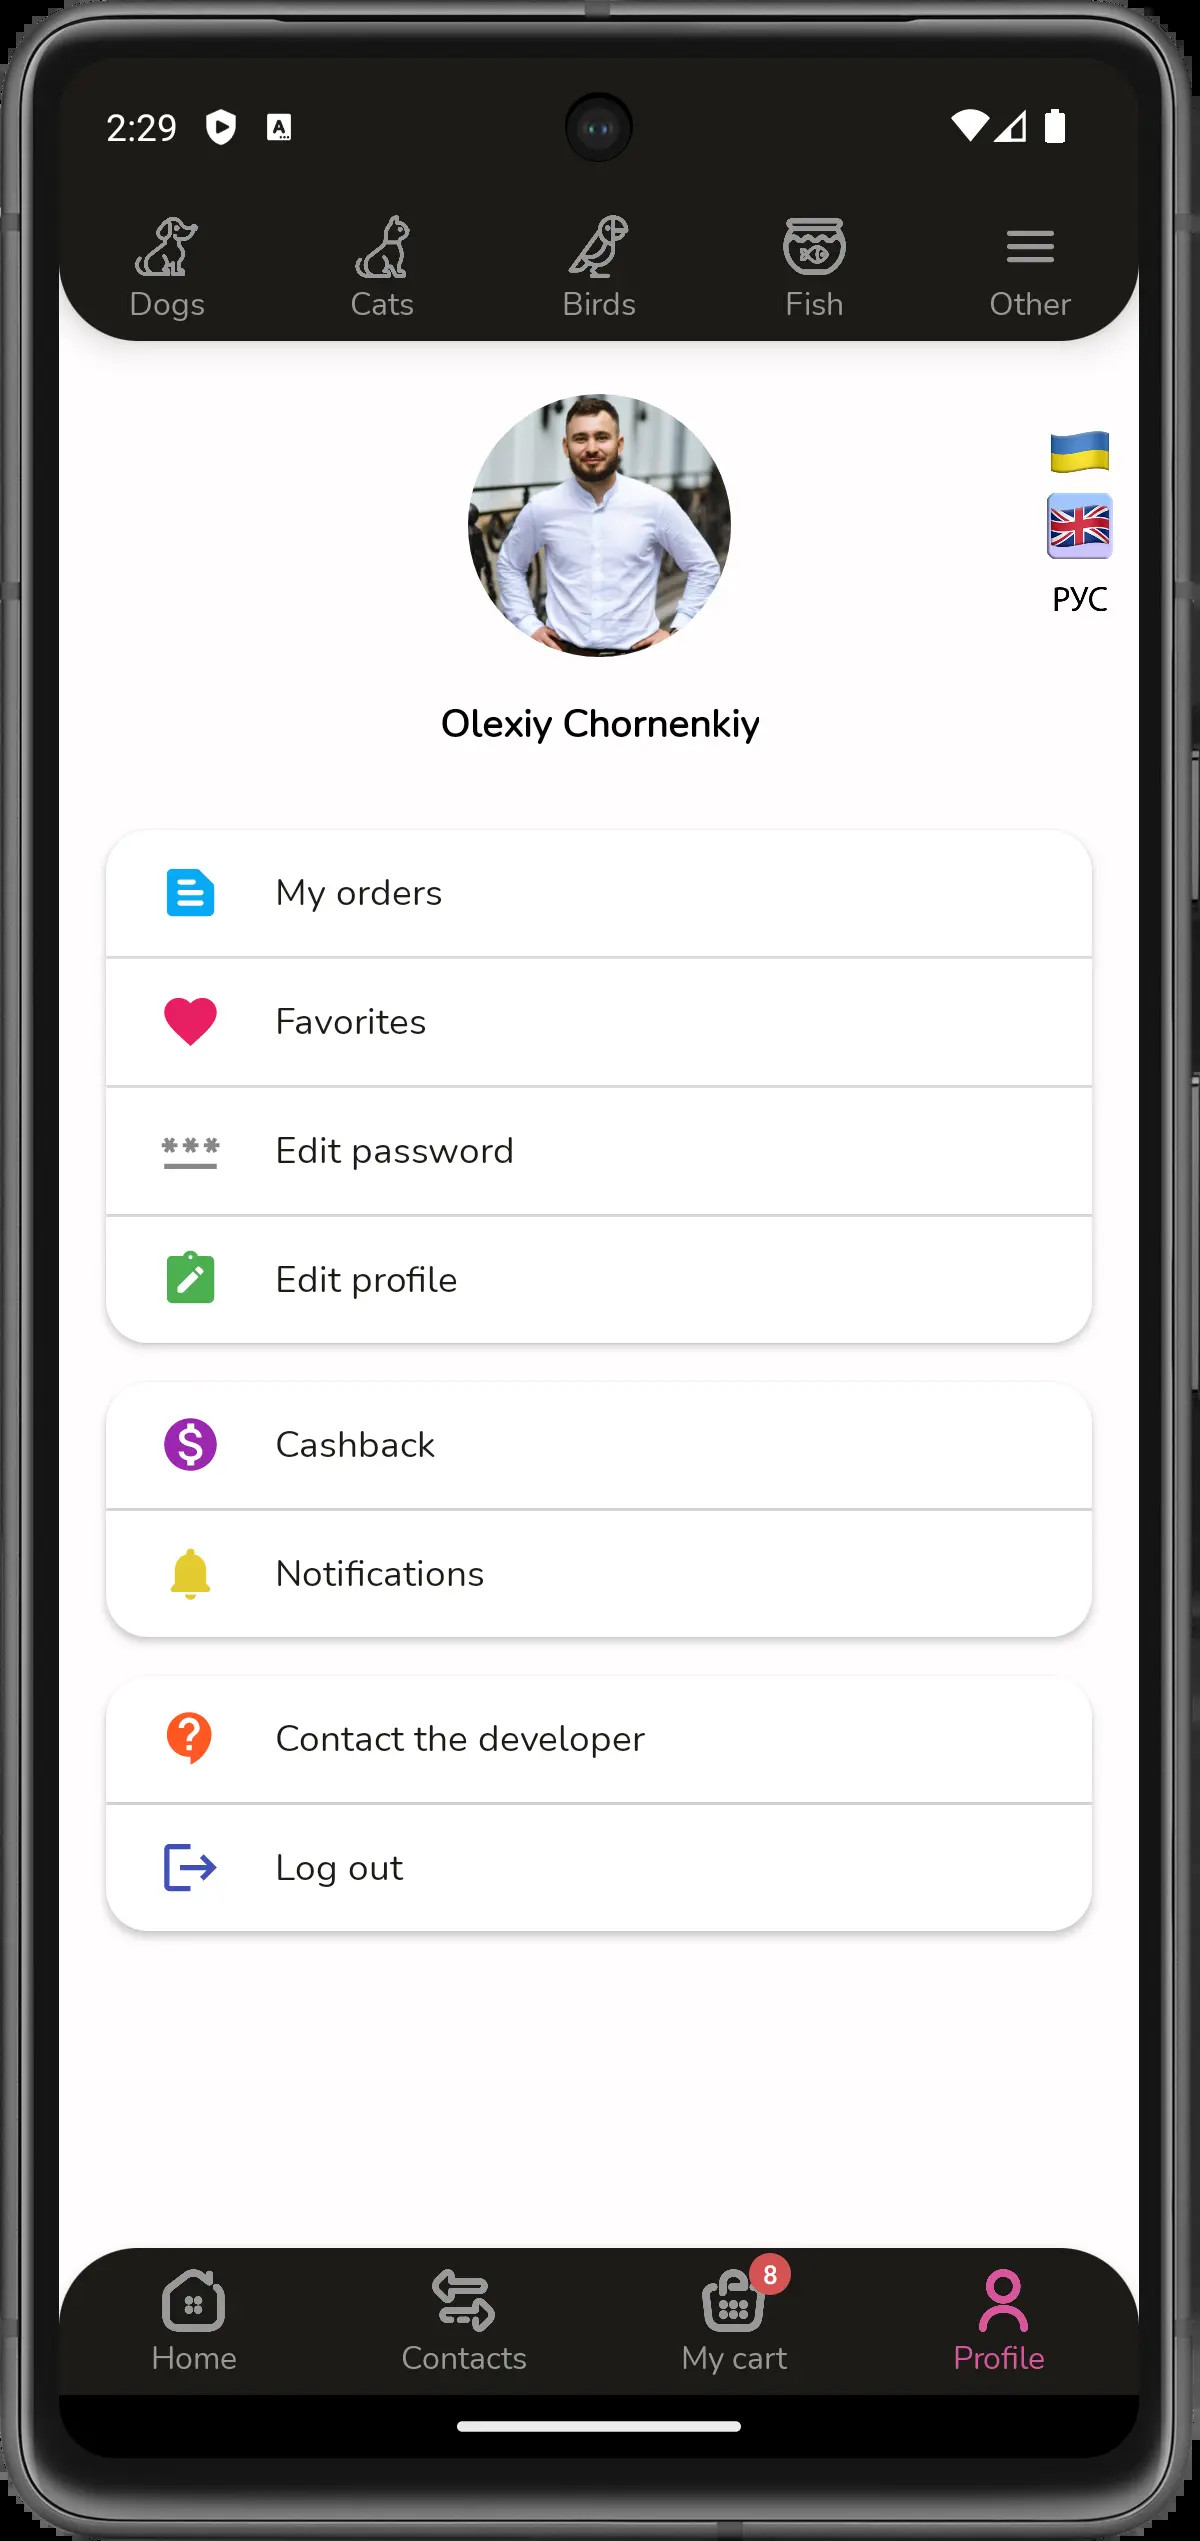 2:29
Dogs Cats Birds Fish Other
РУС
Olexiy Chornenkiy
My orders
Favorites
*** Edit password
Edit profile
$ Cashback
Notifications
? Contact the developer
Log out
8
Home Contacts My cart Profile